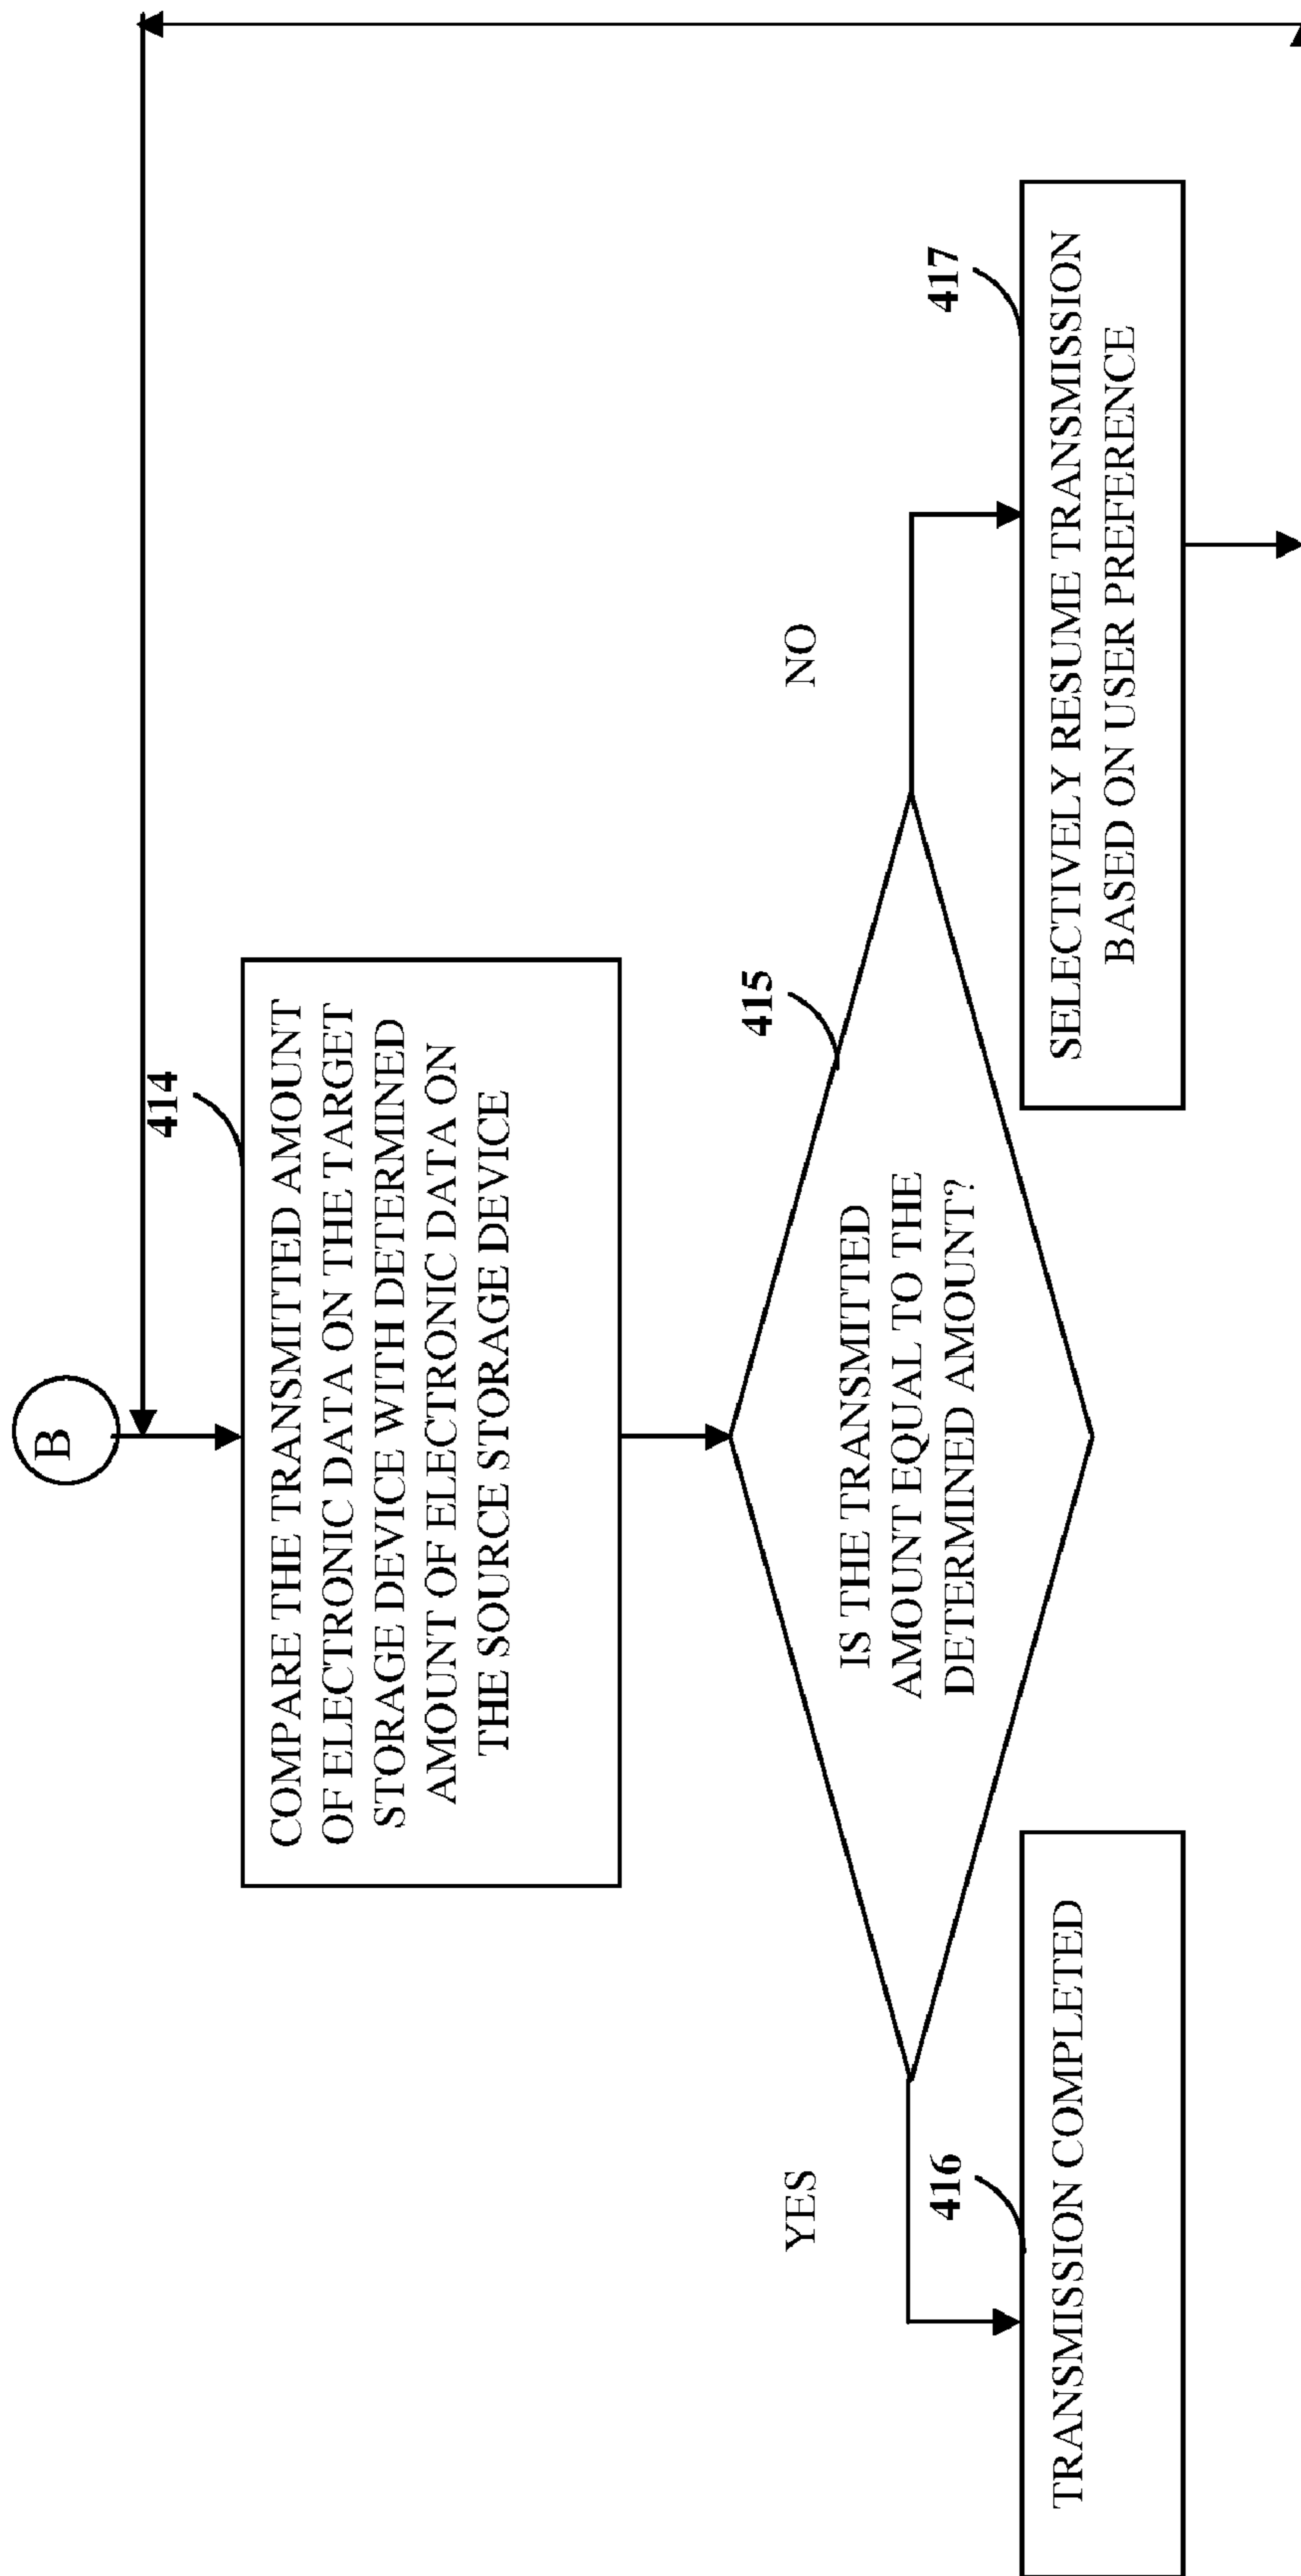 B
414
COMPARE THE TRANSMITTED AMOUNT
OF ELECTRONIC DATA ON THE TARGET
STORAGE DEVICE WITH DETERMINED
AMOUNT OF ELECTRONIC DATA ON
THE SOURCE STORAGE DEVICE
415
IS THE TRANSMITTED
AMOUNT EQUAL TO THE
DETERMINED AMOUNT?
YES
NO
416
TRANSMISSION COMPLETED
417
SELECTIVELY RESUME TRANSMISSION
BASED ON USER PREFERENCE